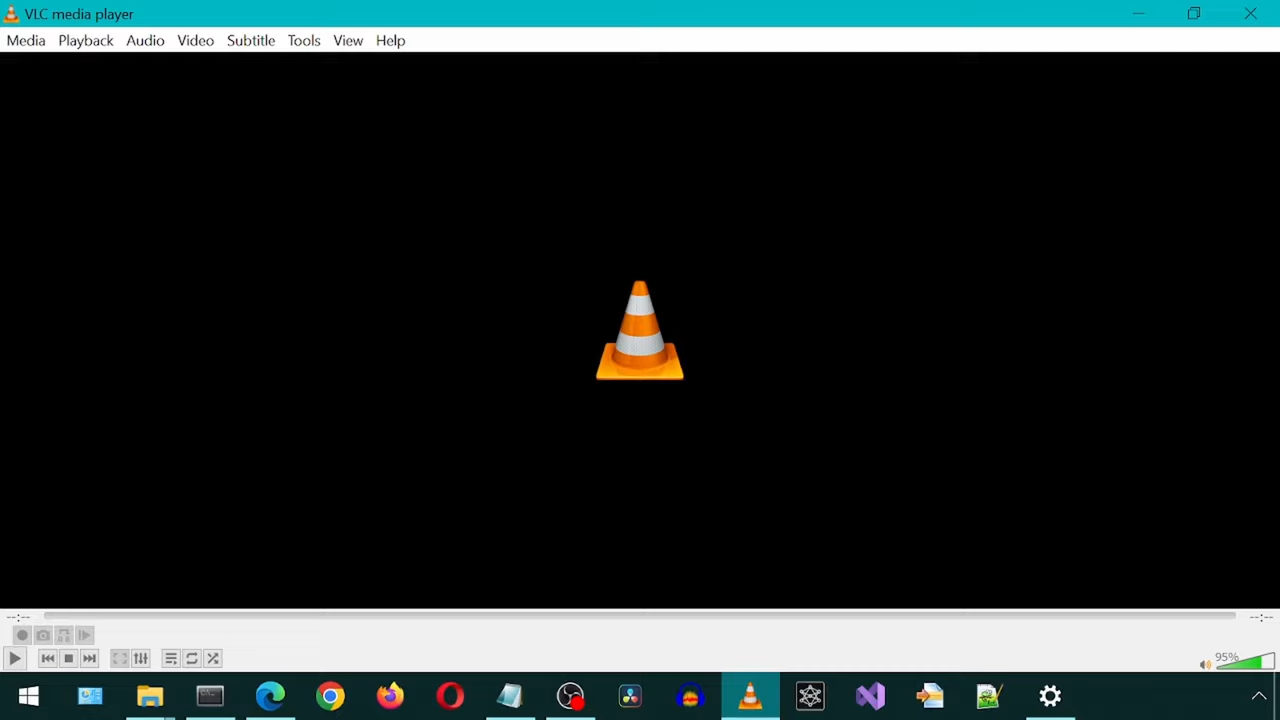 VLC media player
Media Playback Audio Video Subtitle Tools View Help
--:-- --:--
95%